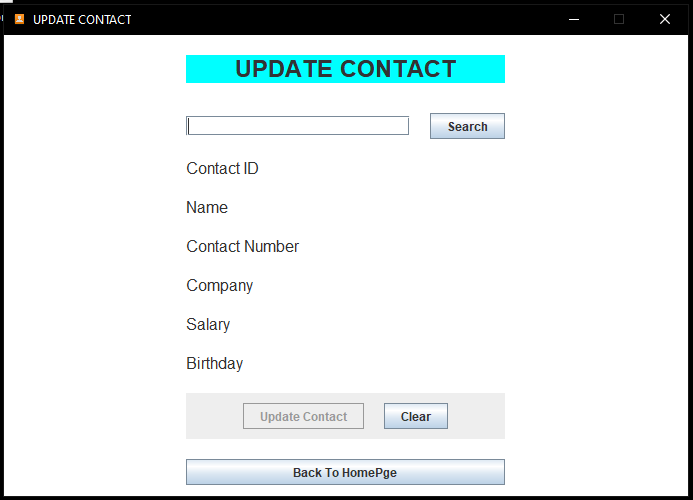 UPDATE CONTACT
UPDATE CONTACT
Search
Contact ID
Name
Contact Number
Company
Salary
Birthday
Update Contact Clear
Back To HomePge